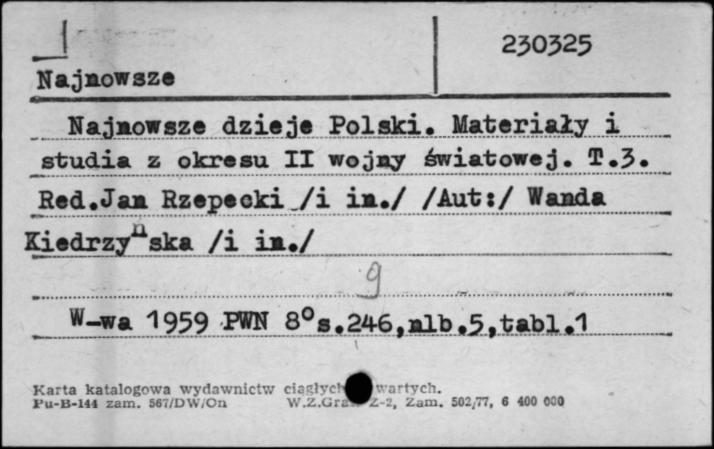 230325
Najnowsze
Najnowsze dzieje Polski. Materiały i
studia z okresu II wojny światowej. T.3.
Red.Jan Rzepecki /i in./ /Aut:/ Wanda
Kiedrzyńska /i in./
9
W-wa 1959 PWN 8°s.246,nlb.5,tabl.1
Karta katalogowa wydawnictw ciągłych wartych.
Pu-B-144 zam. 567/DW/On W.Z.Graf. Z-2, Zam. 502/77, 6 400 000